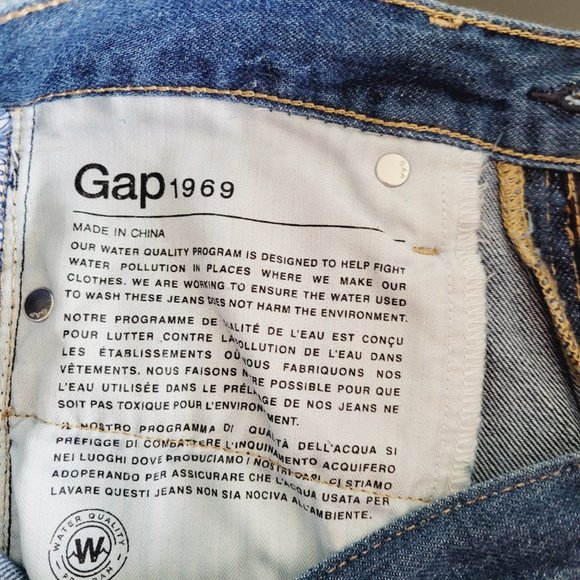 Gap 1969
MADE IN CHINA
OUR WATER QUALITY PROGRAM IS DESIGNED TO HELP FIGHT
WATER POLLUTION IN PLACES WHERE WE MAKE OUR
CLOTHES. WE ARE WORKING TO ENSURE THE WATER USED
TO WASH THESE JEANS DOES NOT HARM THE ENVIRONMENT.
NOTRE PROGRAMME DE QUALITÉ DE L'EAU EST CONÇU
POUR LUTTER CONTRE LA POLLUTION DE L'EAU DANS
LES ÉTABLISSEMENTS OÙ NOUS FABRIQUONS NOS
VÊTEMENTS. NOUS FAISONS NOTRE POSSIBLE POUR QUE
L'EAU UTILISÉE DANS LE PRÉLAVAGE DE NOS JEANS NE
SOIT PAS TOXIQUE POUR L'ENVIRONMENT.
IL NOSTRO PROGRAMMA DI QUALITÀ DELL'ACQUA SI
PREFIGGE DI COMBATTERE L'INQUINAMENTO ACQUIFERO
NEI LUOGHI DOVE PRODUCIAMO I NOSTRI CAPI. CI STIAMO
ADOPERANDO PER ASSICURARE CHE L'ACQUA USATA PER
LAVARE QUESTI JEANS NON SIA NOCIVA ALL'AMBIENTE.
WATER QUALITY
W
GAP
GAP